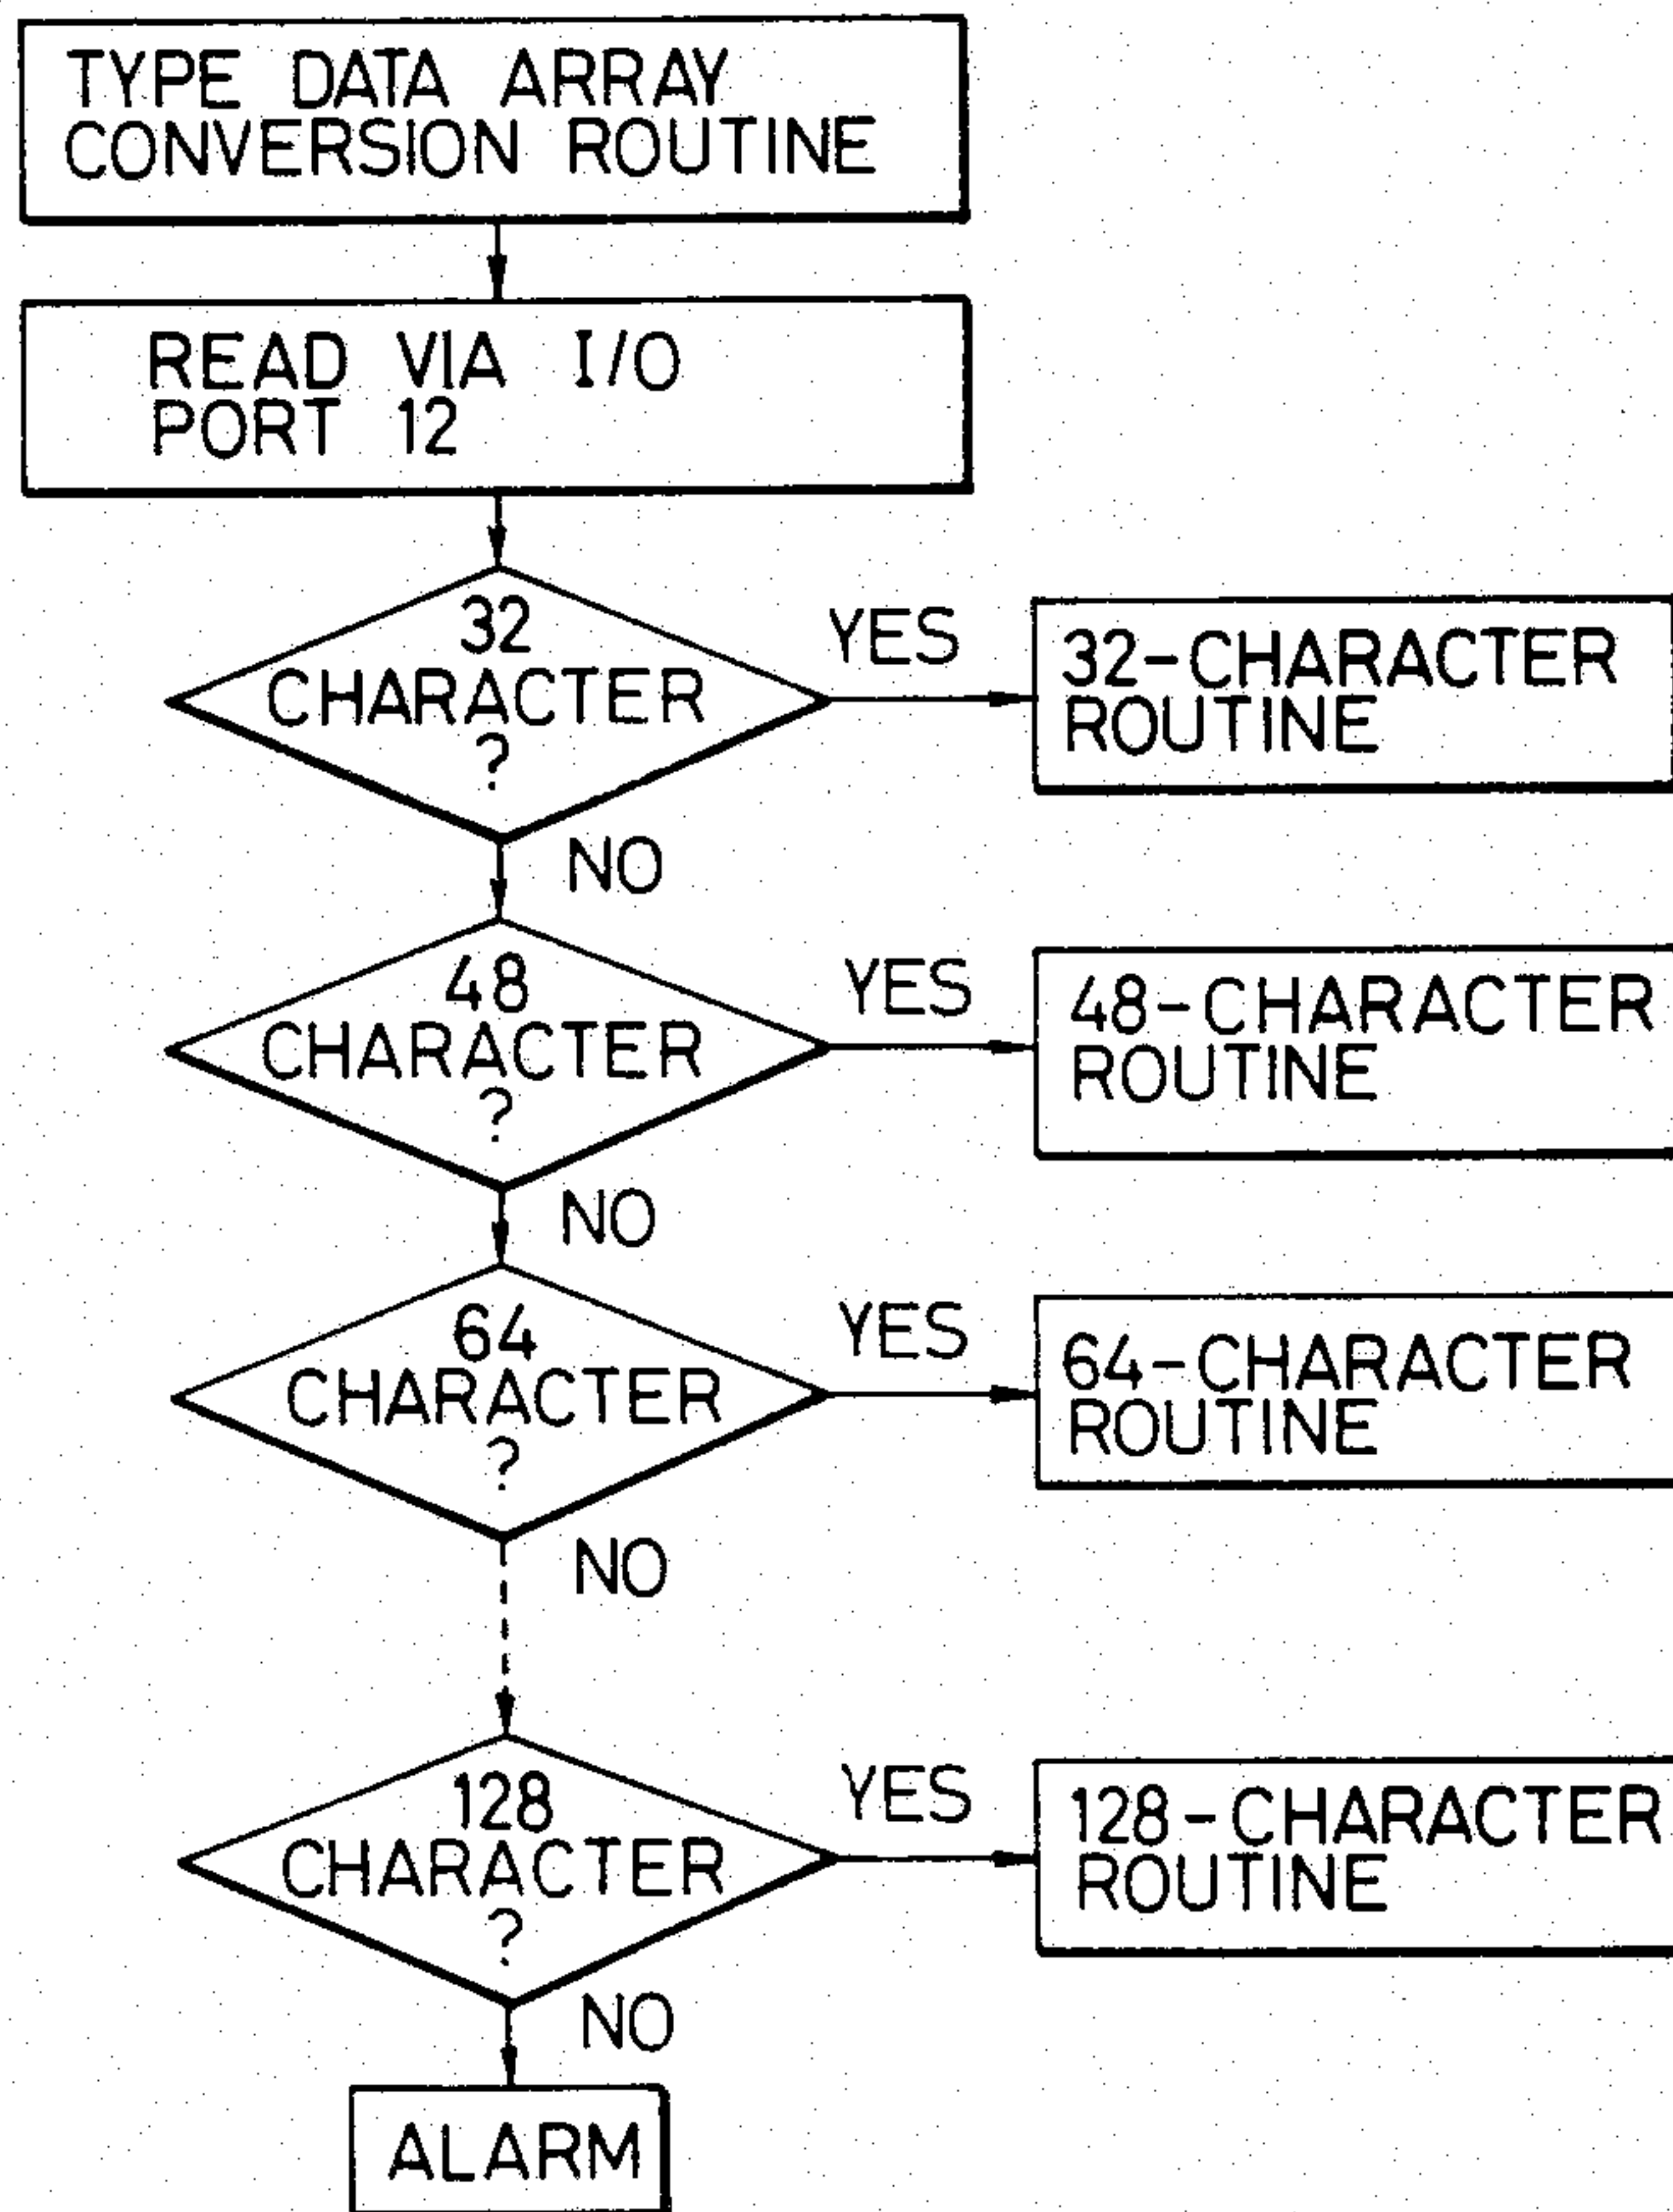 TYPE DATA ARRAY
CONVERSION ROUTINE
READ VIA I/O
PORT 12
32
CHARACTER
?
YES
32-CHARACTER
ROUTINE
NO
48
CHARACTER
?
YES
48-CHARACTER
ROUTINE
NO
64
CHARACTER
?
YES
64-CHARACTER
ROUTINE
NO
128
CHARACTER
?
YES
128-CHARACTER
ROUTINE
NO
ALARM